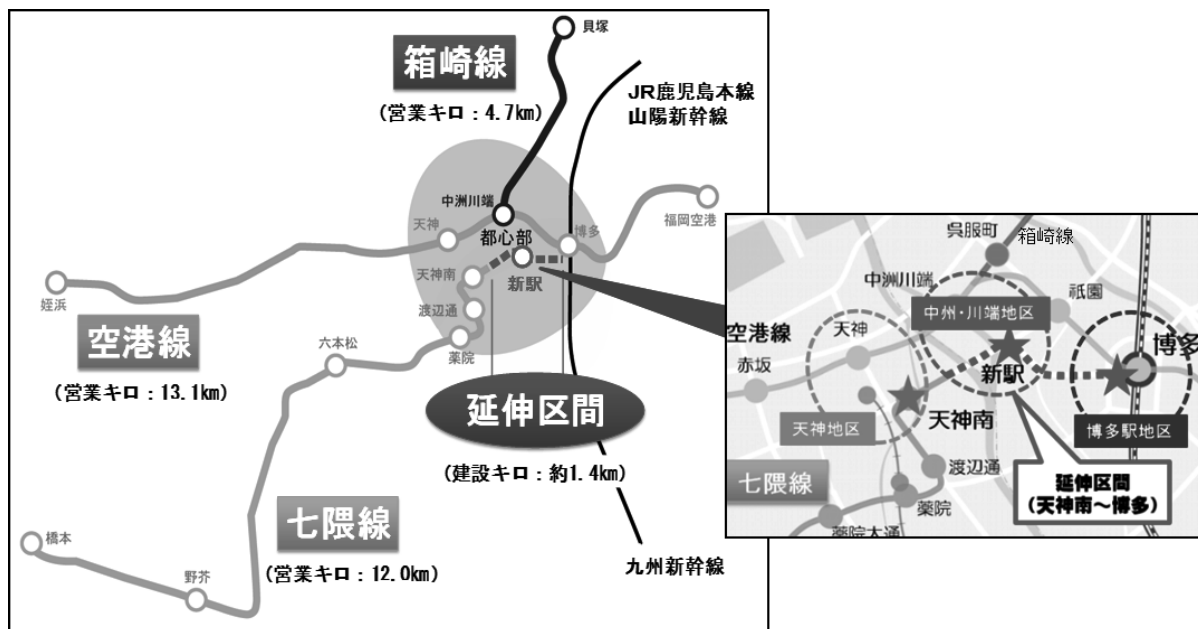 貝塚
箱崎線
(営業キロ：4.7km)
JR鹿児島本線
山陽新幹線
中洲川端
天神
都心部
博多
福岡空港
天神南
新駅
姪浜
渡辺通
空港線
(営業キロ：13.1km)
六本松
薬院
延伸区間
(建設キロ：約1.4km)
七隈線
(営業キロ：12.0km)
橋本
野芥
九州新幹線
呉服町
箱崎線
中洲川端
祇園
中州・川端地区
空港線
天神
博多
赤坂
新駅
天神南
天神地区
博多駅地区
渡辺通
七隈線
薬院
薬院大通
延伸区間
(天神南～博多)